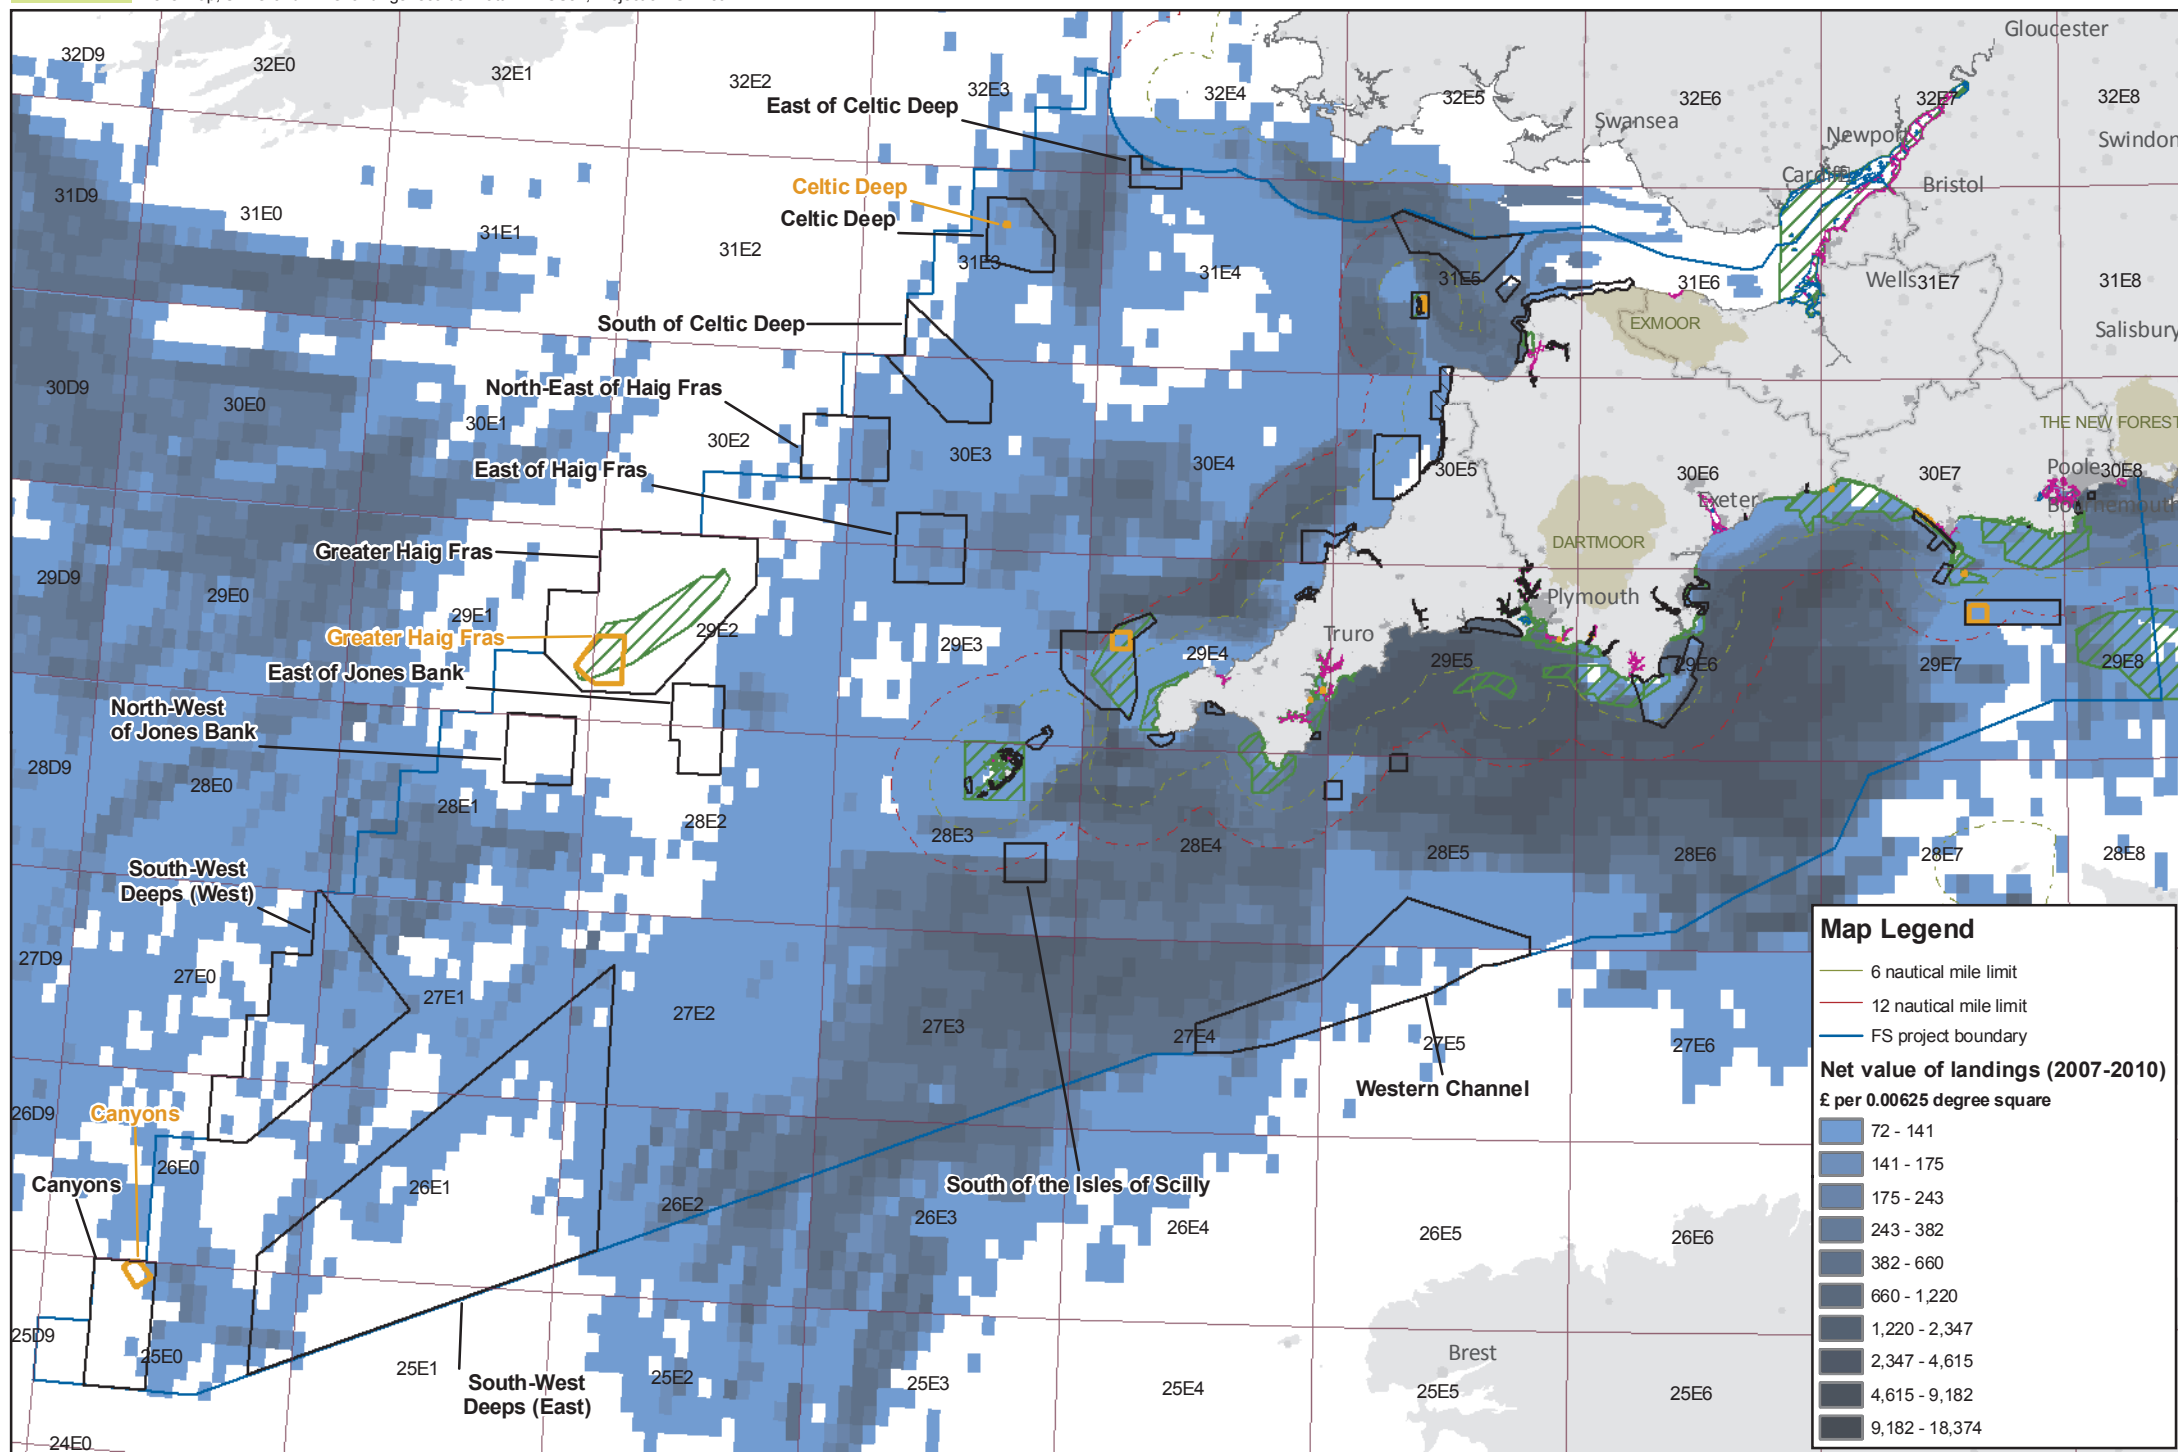 Gloucester
32D9
32E0
32E1
32E2
32E3
32E4
32E5
32E6
32E7
32E8
East of Celtic Deep
Swansea
Newport
Swindon
Cardiff
Bristol
Celtic Deep
Celtic Deep
31D9
31E0
31E1
31E2
31E3
31E4
31E5
31E6
Wells
31E7
31E8
South of Celtic Deep
EXMOOR
Salisbury
North-East of Haig Fras
30D9
30E0
30E1
30E2
30E3
30E4
30E5
30E6
30E7
30E8
THE NEW FOREST
East of Haig Fras
Exeter
Poole
Bournemouth
Greater Haig Fras
DARTMOOR
Plymouth
29D9
29E0
29E1
29E2
29E3
29E4
29E5
29E6
29E7
29E8
Greater Haig Fras
Truro
East of Jones Bank
North-West
of Jones Bank
28D9
28E0
28E1
28E2
28E3
28E4
28E5
28E6
28E7
28E8
South-West
Deeps (West)
27D9
27E0
27E1
27E2
27E3
27E4
27E5
27E6
Western Channel
26D9
Canyons
26E0
Canyons
26E1
26E2
26E3
26E4
26E5
26E6
South of the Isles of Scilly
25D9
25E0
25E1
25E2
25E3
25E4
25E5
25E6
Brest
South-West
Deeps (East)
24E0
Map Legend
6 nautical mile limit
12 nautical mile limit
FS project boundary
Net value of landings (2007-2010)
£ per 0.00625 degree square
72 - 141
141 - 175
175 - 243
243 - 382
382 - 660
660 - 1,220
1,220 - 2,347
2,347 - 4,615
4,615 - 9,182
9,182 - 18,374